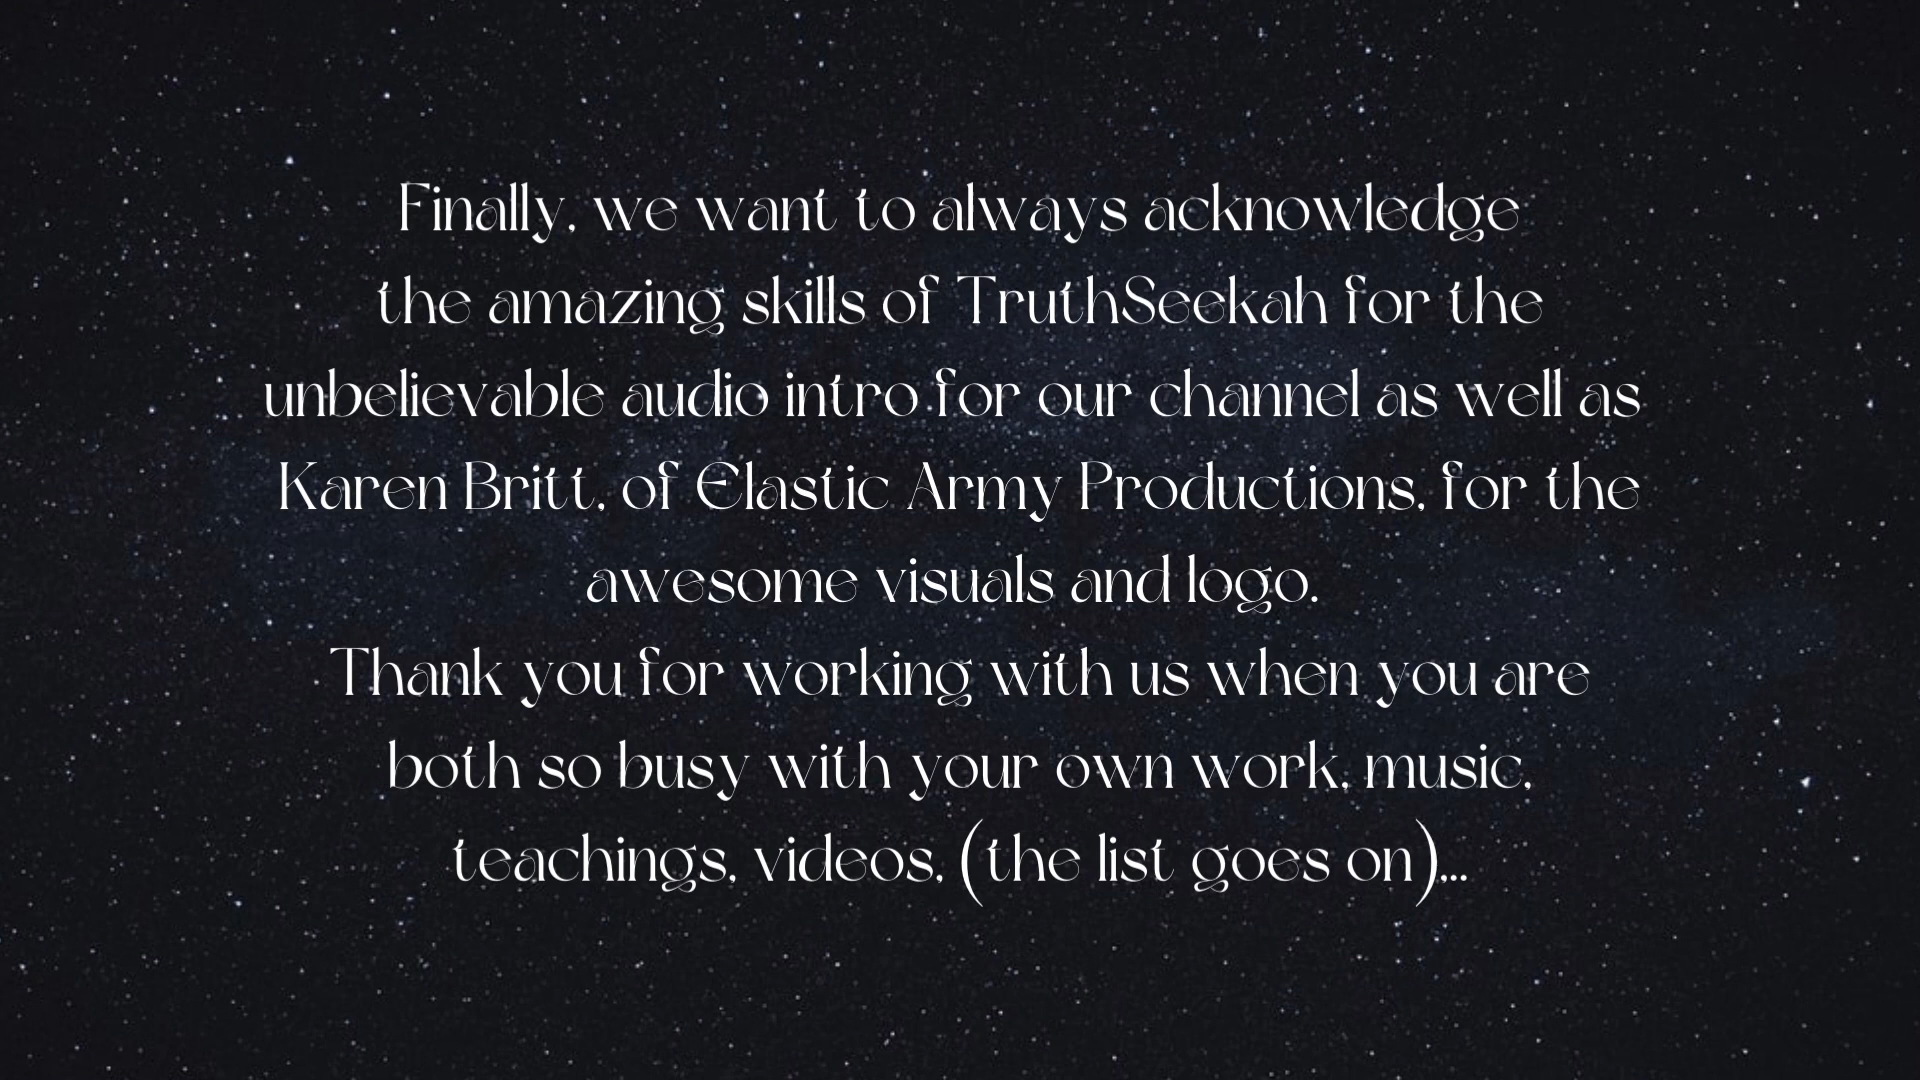 Finally, we want to always acknowledge
the amazing skills of TruthSeekah for the
unbelievable audio intro for our channel as well as
Karen Britt, of Elastic Army Productions, for the
awesome visuals and logo.
Thank you for working with us when you are
both so busy with your own work, music,
teachings, videos, (the list goes on)...